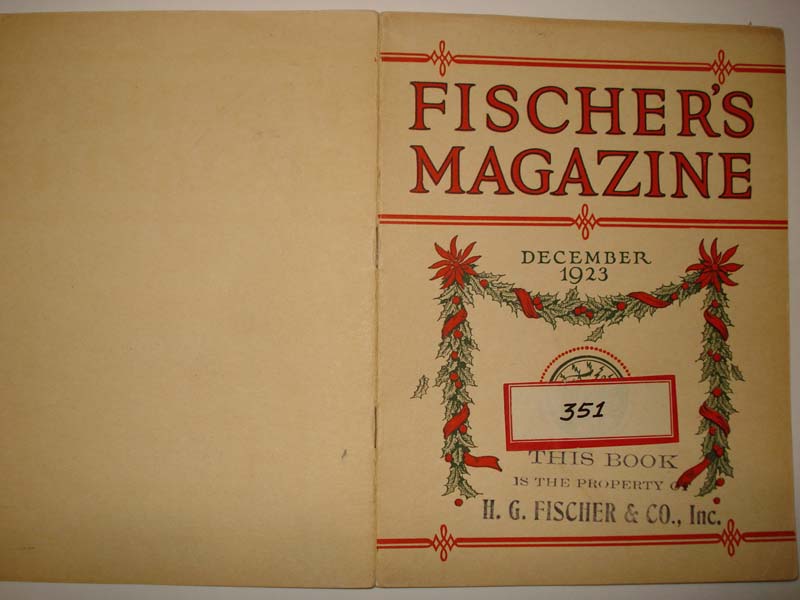 FISCHER'S
MAGAZINE
DECEMBER
1923
351
THIS BOOK
IS THE PROPERTY OF
H. G. FISCHER & CO., Inc.